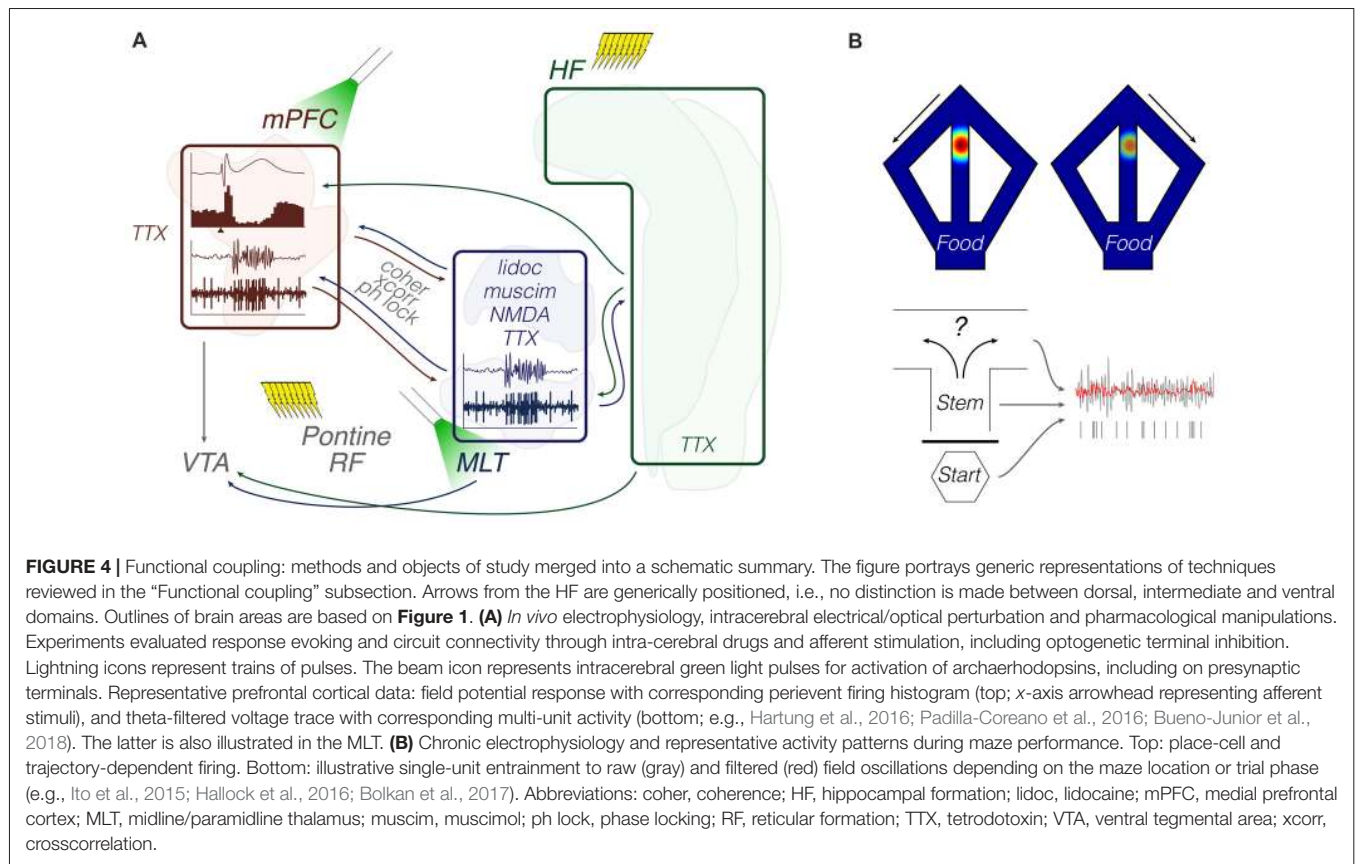 A
B
HF
mPFC
TTX
coher
xcorr
ph lock
lidoc
muscim
NMDA
TTX
TTX
Pontine
RF
VTA
MLT
Food
Food
?
Stem
Start
FIGURE 4 | Functional coupling: methods and objects of study merged into a schematic summary. The figure portrays generic representations of techniques
reviewed in the “Functional coupling” subsection. Arrows from the HF are generically positioned, i.e., no distinction is made between dorsal, intermediate and ventral
domains. Outlines of brain areas are based on Figure 1. (A) In vivo electrophysiology, intracerebral electrical/optical perturbation and pharmacological manipulations.
Experiments evaluated response evoking and circuit connectivity through intra-cerebral drugs and afferent stimulation, including optogenetic terminal inhibition.
Lightning icons represent trains of pulses. The beam icon represents intracerebral green light pulses for activation of archaerhodopsins, including on presynaptic
terminals. Representative prefrontal cortical data: field potential response with corresponding perievent firing histogram (top; x-axis arrowhead representing afferent
stimuli), and theta-filtered voltage trace with corresponding multi-unit activity (bottom; e.g., Hartung et al., 2016; Padilla-Coreano et al., 2016; Bueno-Junior et al.,
2018). The latter is also illustrated in the MLT. (B) Chronic electrophysiology and representative activity patterns during maze performance. Top: place-cell and
trajectory-dependent firing. Bottom: illustrative single-unit entrainment to raw (gray) and filtered (red) field oscillations depending on the maze location or trial phase
(e.g., Ito et al., 2015; Hallock et al., 2016; Bolkan et al., 2017). Abbreviations: coher, coherence; HF, hippocampal formation; lidoc, lidocaine; mPFC, medial prefrontal
cortex; MLT, midline/paramidline thalamus; muscim, muscimol; ph lock, phase locking; RF, reticular formation; TTX, tetrodotoxin; VTA, ventral tegmental area; xcorr,
crosscorrelation.